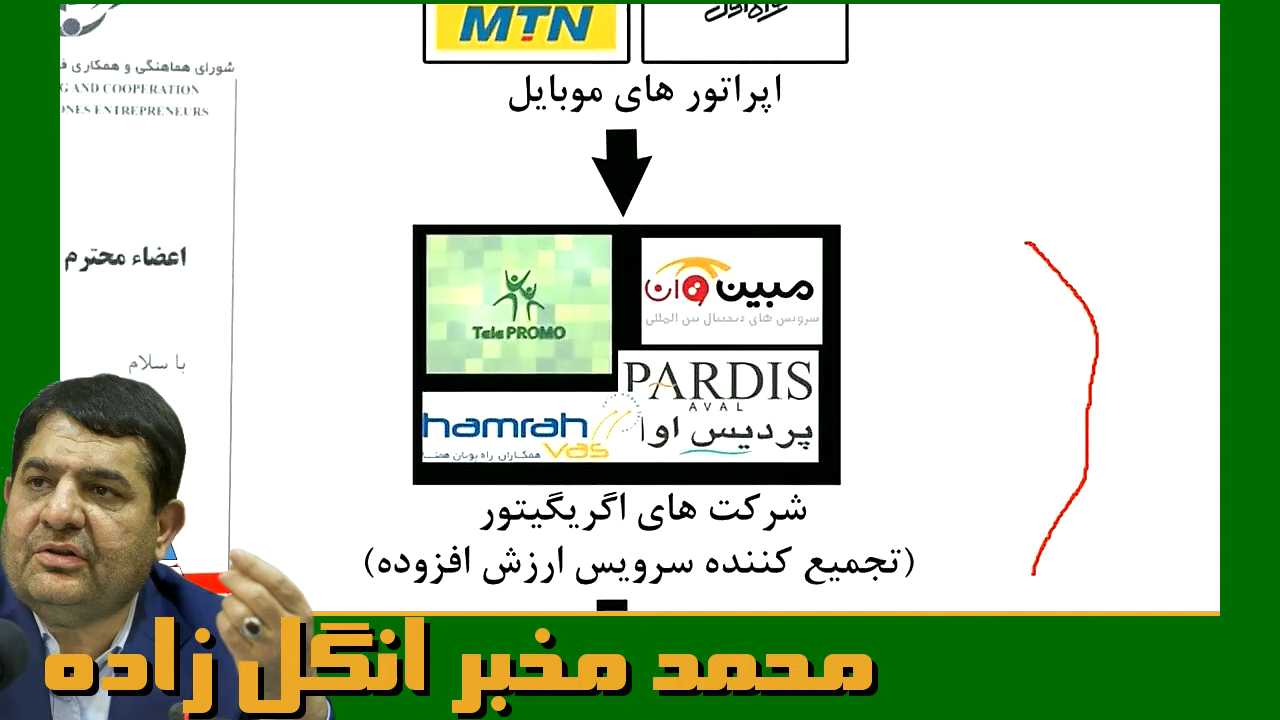 MTN
شورای هماهنگی و همکاری
G AND COOPERATION
ONES ENTREPRENEURS
اپراتور های موبایل
اعضاء محترم
با سلام
Tele PROMO
مبین وان
سرویس های دیجیتال بین المللی
PARDIS
AVAL
پردیس اوا
hamrah
vas
همکاران راه پویان
شرکت های اگریگیتور
(تجمیع کننده سرویس ارزش افزوده)
محمد مخبر انگل زاده